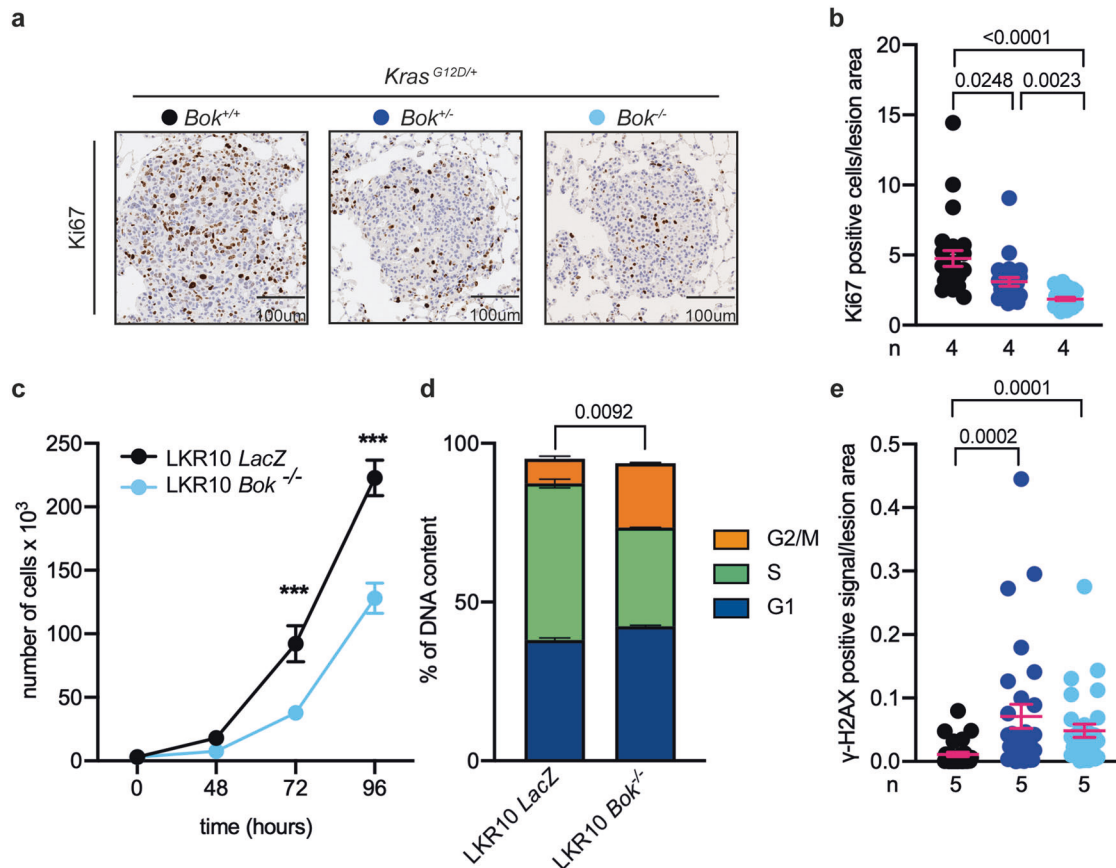 a
Kras G12D/+
Bok+/+ Bok+/- Bok-/-
Ki67
100um 100um 100um
b
Ki67 positive cells/lesion area
<0.0001
0.0248 0.0023
20
15
10
5
0
n 4 4 4
c
number of cells x 10³
250
200
150
100
50
0
LKR10 LacZ
LKR10 Bok -/-
***
***
0 48 72 96
time (hours)
d
0.0092
% of DNA content
100
50
0
LKR10 LacZ
LKR10 Bok-/-
G2/M
S
G1
e
γ-H2AX positive signal/lesion area
0.0001
0.0002
0.5
0.4
0.3
0.2
0.1
0.0
n 5 5 5